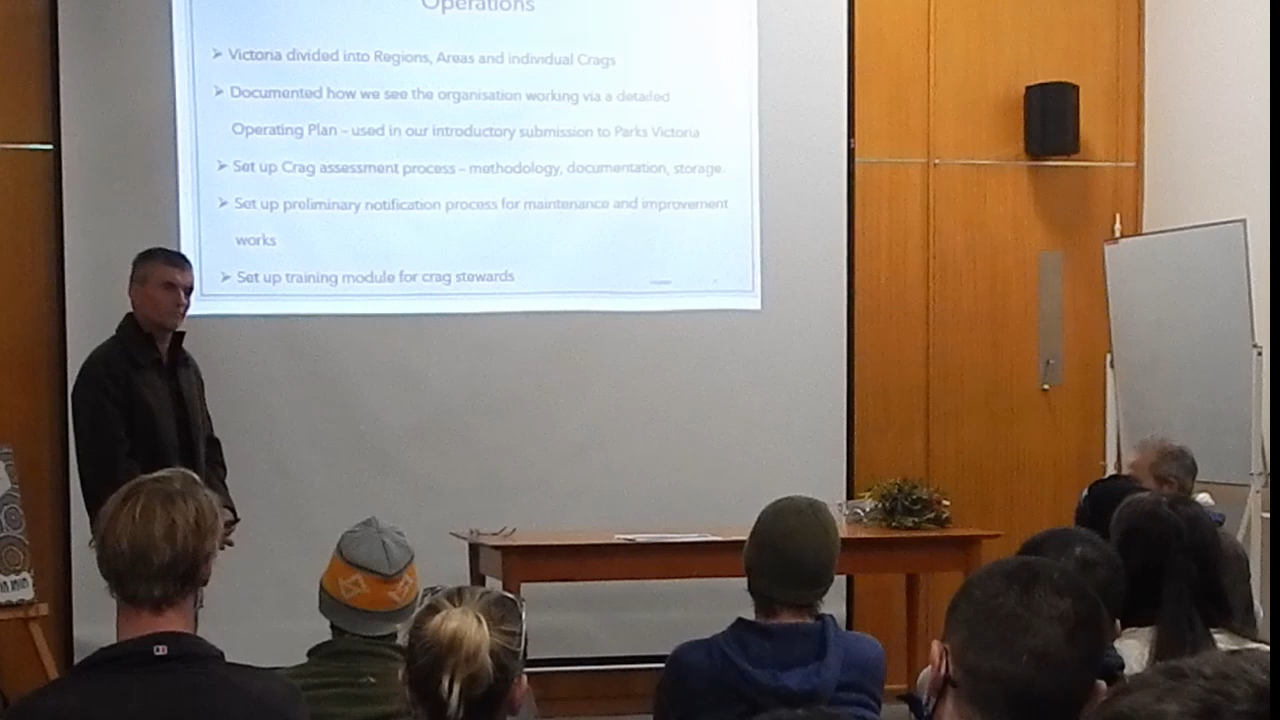 Operations
➢ Victoria divided into Regions, Areas and individual Crags
➢ Documented how we see the organisation working via a detailed
Operating Plan – used in our introductory submission to Parks Victoria
➢ Set up Crag assessment process – methodology, documentation, storage.
➢ Set up preliminary notification process for maintenance and improvement
works
➢ Set up training module for crag stewards